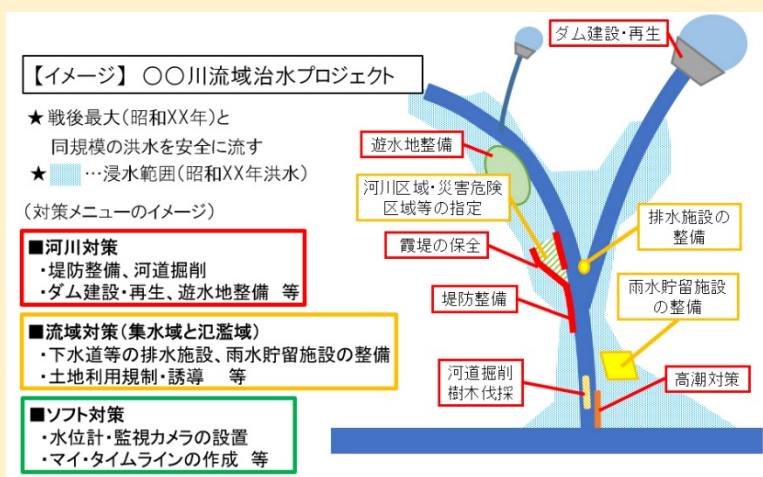 【イメージ】 〇〇川流域治水プロジェクト
★戦後最大(昭和XX年)と
同規模の洪水を安全に流す
★ …浸水範囲(昭和XX年洪水)
(対策メニューのイメージ)
■河川対策
・堤防整備、河道掘削
・ダム建設・再生、遊水地整備 等
■流域対策(集水域と氾濫域)
・下水道等の排水施設、雨水貯留施設の整備
・土地利用規制・誘導 等
■ソフト対策
・水位計・監視カメラの設置
・マイ・タイムラインの作成 等
ダム建設・再生
遊水地整備
河川区域・災害危険
区域等の指定
霞堤の保全
堤防整備
排水施設の
整備
雨水貯留施設
の整備
河道掘削
樹木伐採
高潮対策